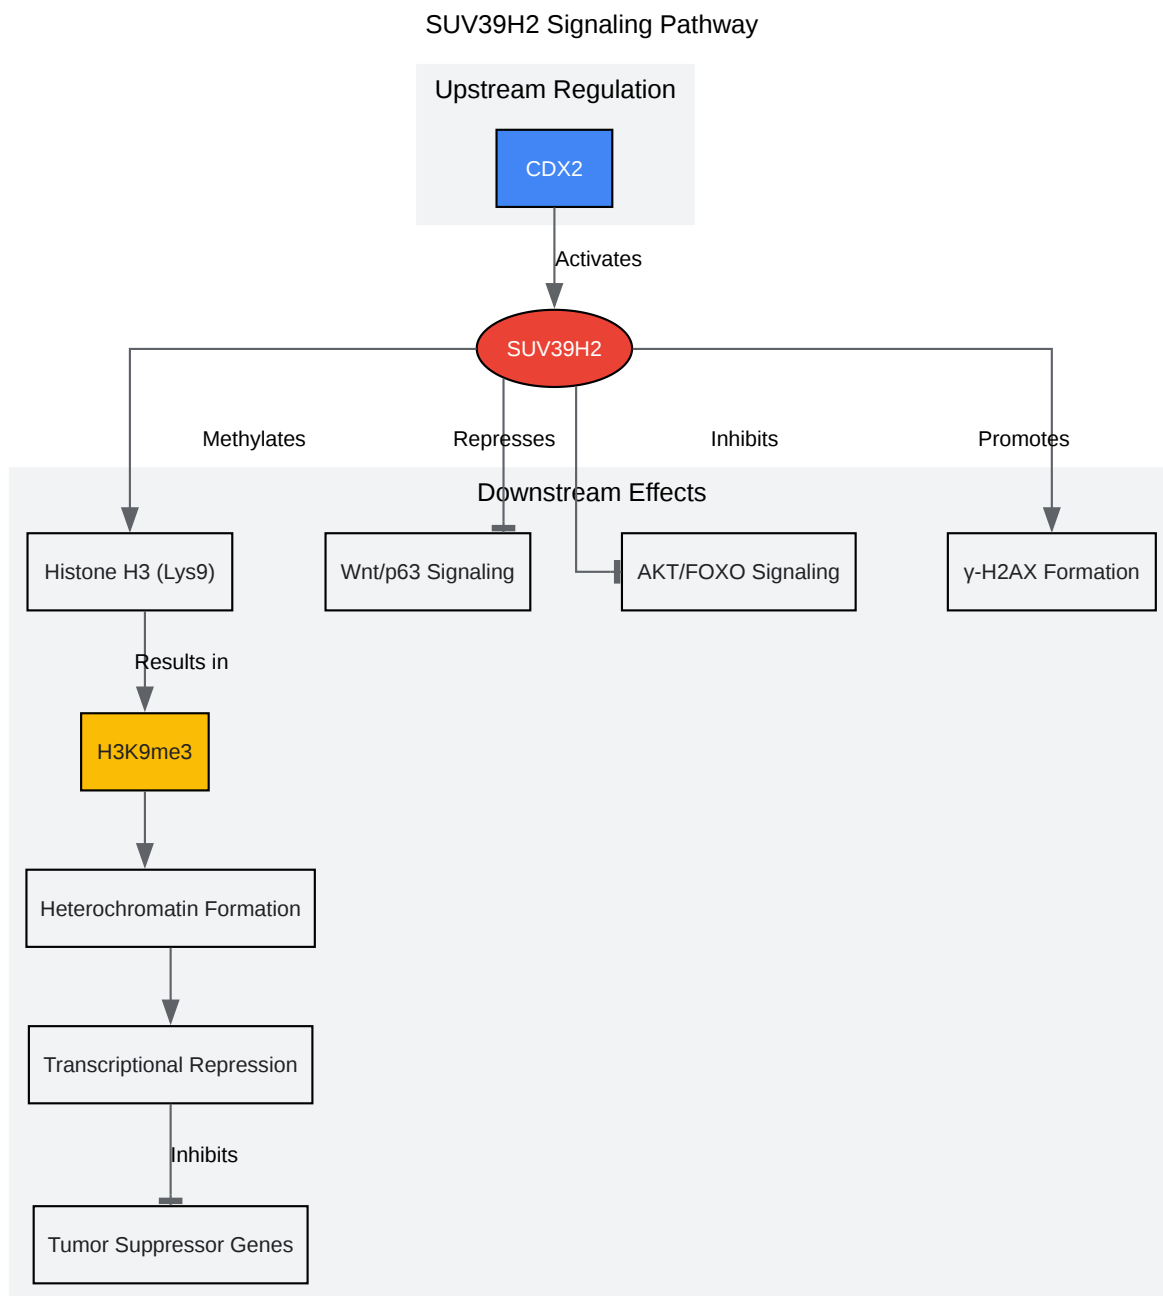 SUV39H2 Signaling Pathway
Upstream Regulation
CDX2
Activates
SUV39H2
Methylates
Represses
Inhibits
Promotes
Downstream Effects
Histone H3 (Lys9)
Wnt/p63 Signaling
AKT/FOXO Signaling
γ-H2AX Formation
Results in
H3K9me3
Heterochromatin Formation
Transcriptional Repression
Inhibits
Tumor Suppressor Genes